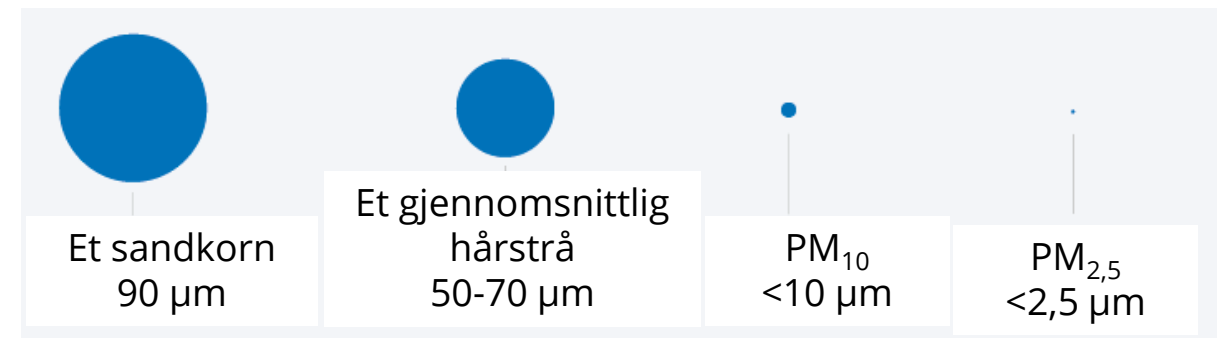 Et sandkorn
90 µm
Et gjennomsnittlig
hårstrå
50-70 µm
PM₁₀
<10 µm
PM₂,₅
<2,5 µm